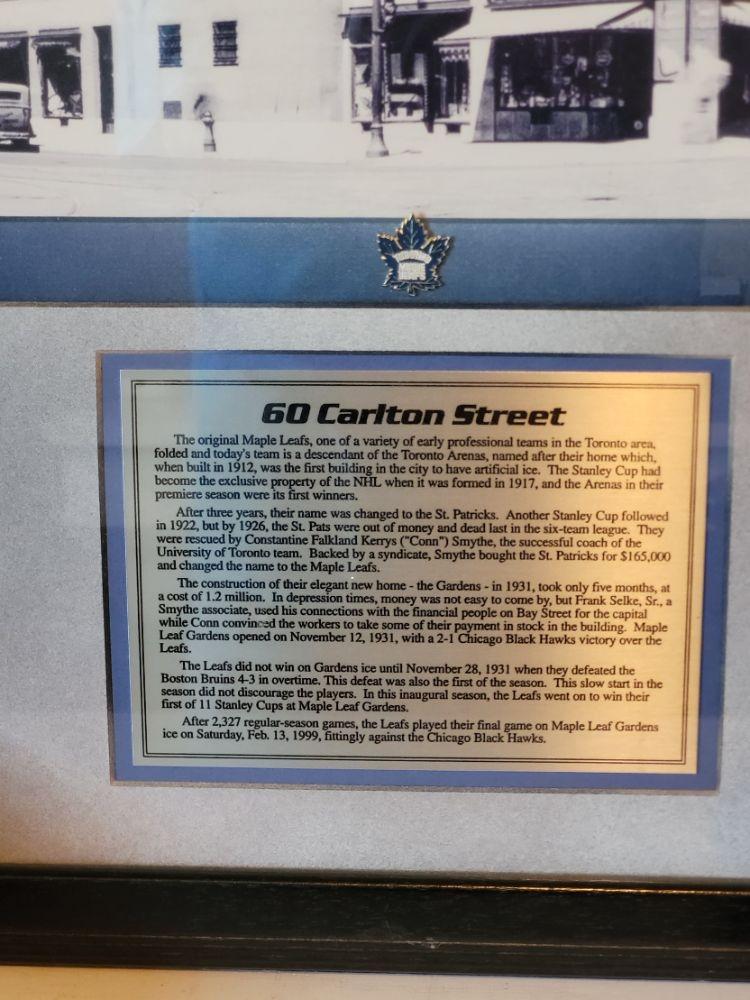 60 Carlton Street
The original Maple Leafs, one of a variety of early professional teams in the Toronto area,
folded and today's team is a descendant of the Toronto Arenas, named after their home which,
when built in 1912, was the first building in the city to have artificial ice. The Stanley Cup had
become the exclusive property of the NHL when it was formed in 1917, and the Arenas in their
premiere season were its first winners.
After three years, their name was changed to the St. Patricks. Another Stanley Cup followed
in 1922, but by 1926, the St. Pats were out of money and dead last in the six-team league. They
were rescued by Constantine Falkland Kerrys ("Conn") Smythe, the successful coach of the
University of Toronto team. Backed by a syndicate, Smythe bought the St. Patricks for $165,000
and changed the name to the Maple Leafs.
The construction of their elegant new home - the Gardens - in 1931, took only five months, at
a cost of 1.2 million. In depression times, money was not easy to come by, but Frank Selke, Sr., a
Smythe associate, used his connections with the financial people on Bay Street for the capital
while Conn convinced the workers to take some of their payment in stock in the building. Maple
Leaf Gardens opened on November 12, 1931, with a 2-1 Chicago Black Hawks victory over the
Leafs.
The Leafs did not win on Gardens ice until November 28, 1931 when they defeated the
Boston Bruins 4-3 in overtime. This defeat was also the first of the season. This slow start in the
season did not discourage the players. In this inaugural season, the Leafs went on to win their
first of 11 Stanley Cups at Maple Leaf Gardens.
After 2,327 regular-season games, the Leafs played their final game on Maple Leaf Gardens
ice on Saturday, Feb. 13, 1999, fittingly against the Chicago Black Hawks.